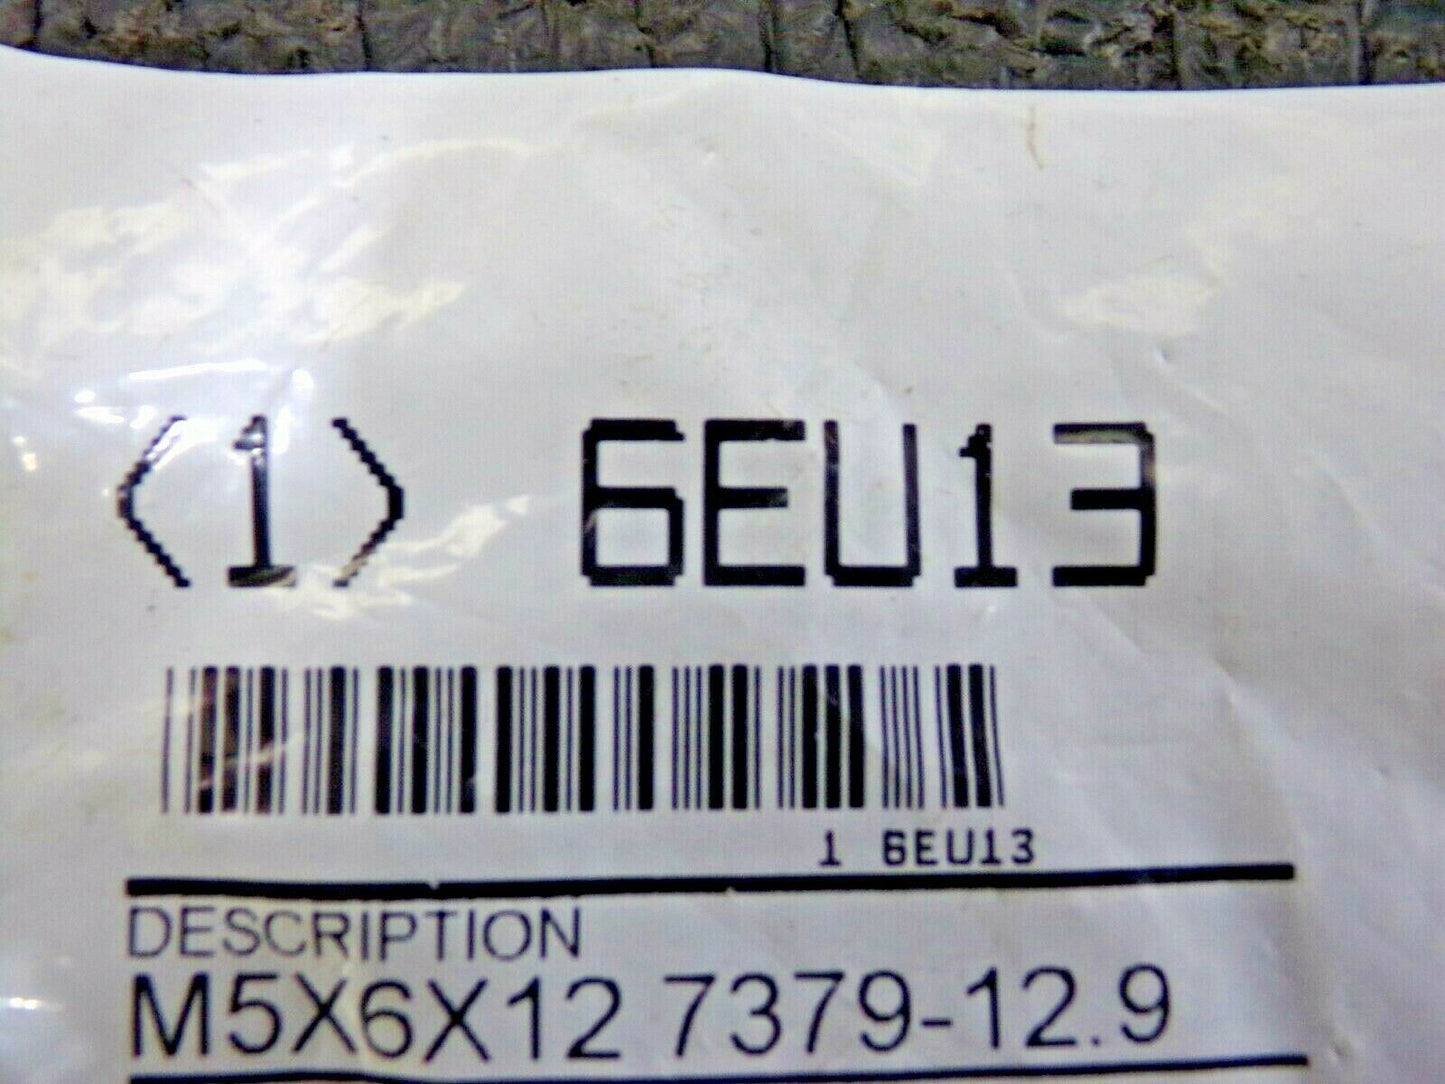 <1> 6EU13
1 6EU13
DESCRIPTION
M5X6X12 7379-12.9